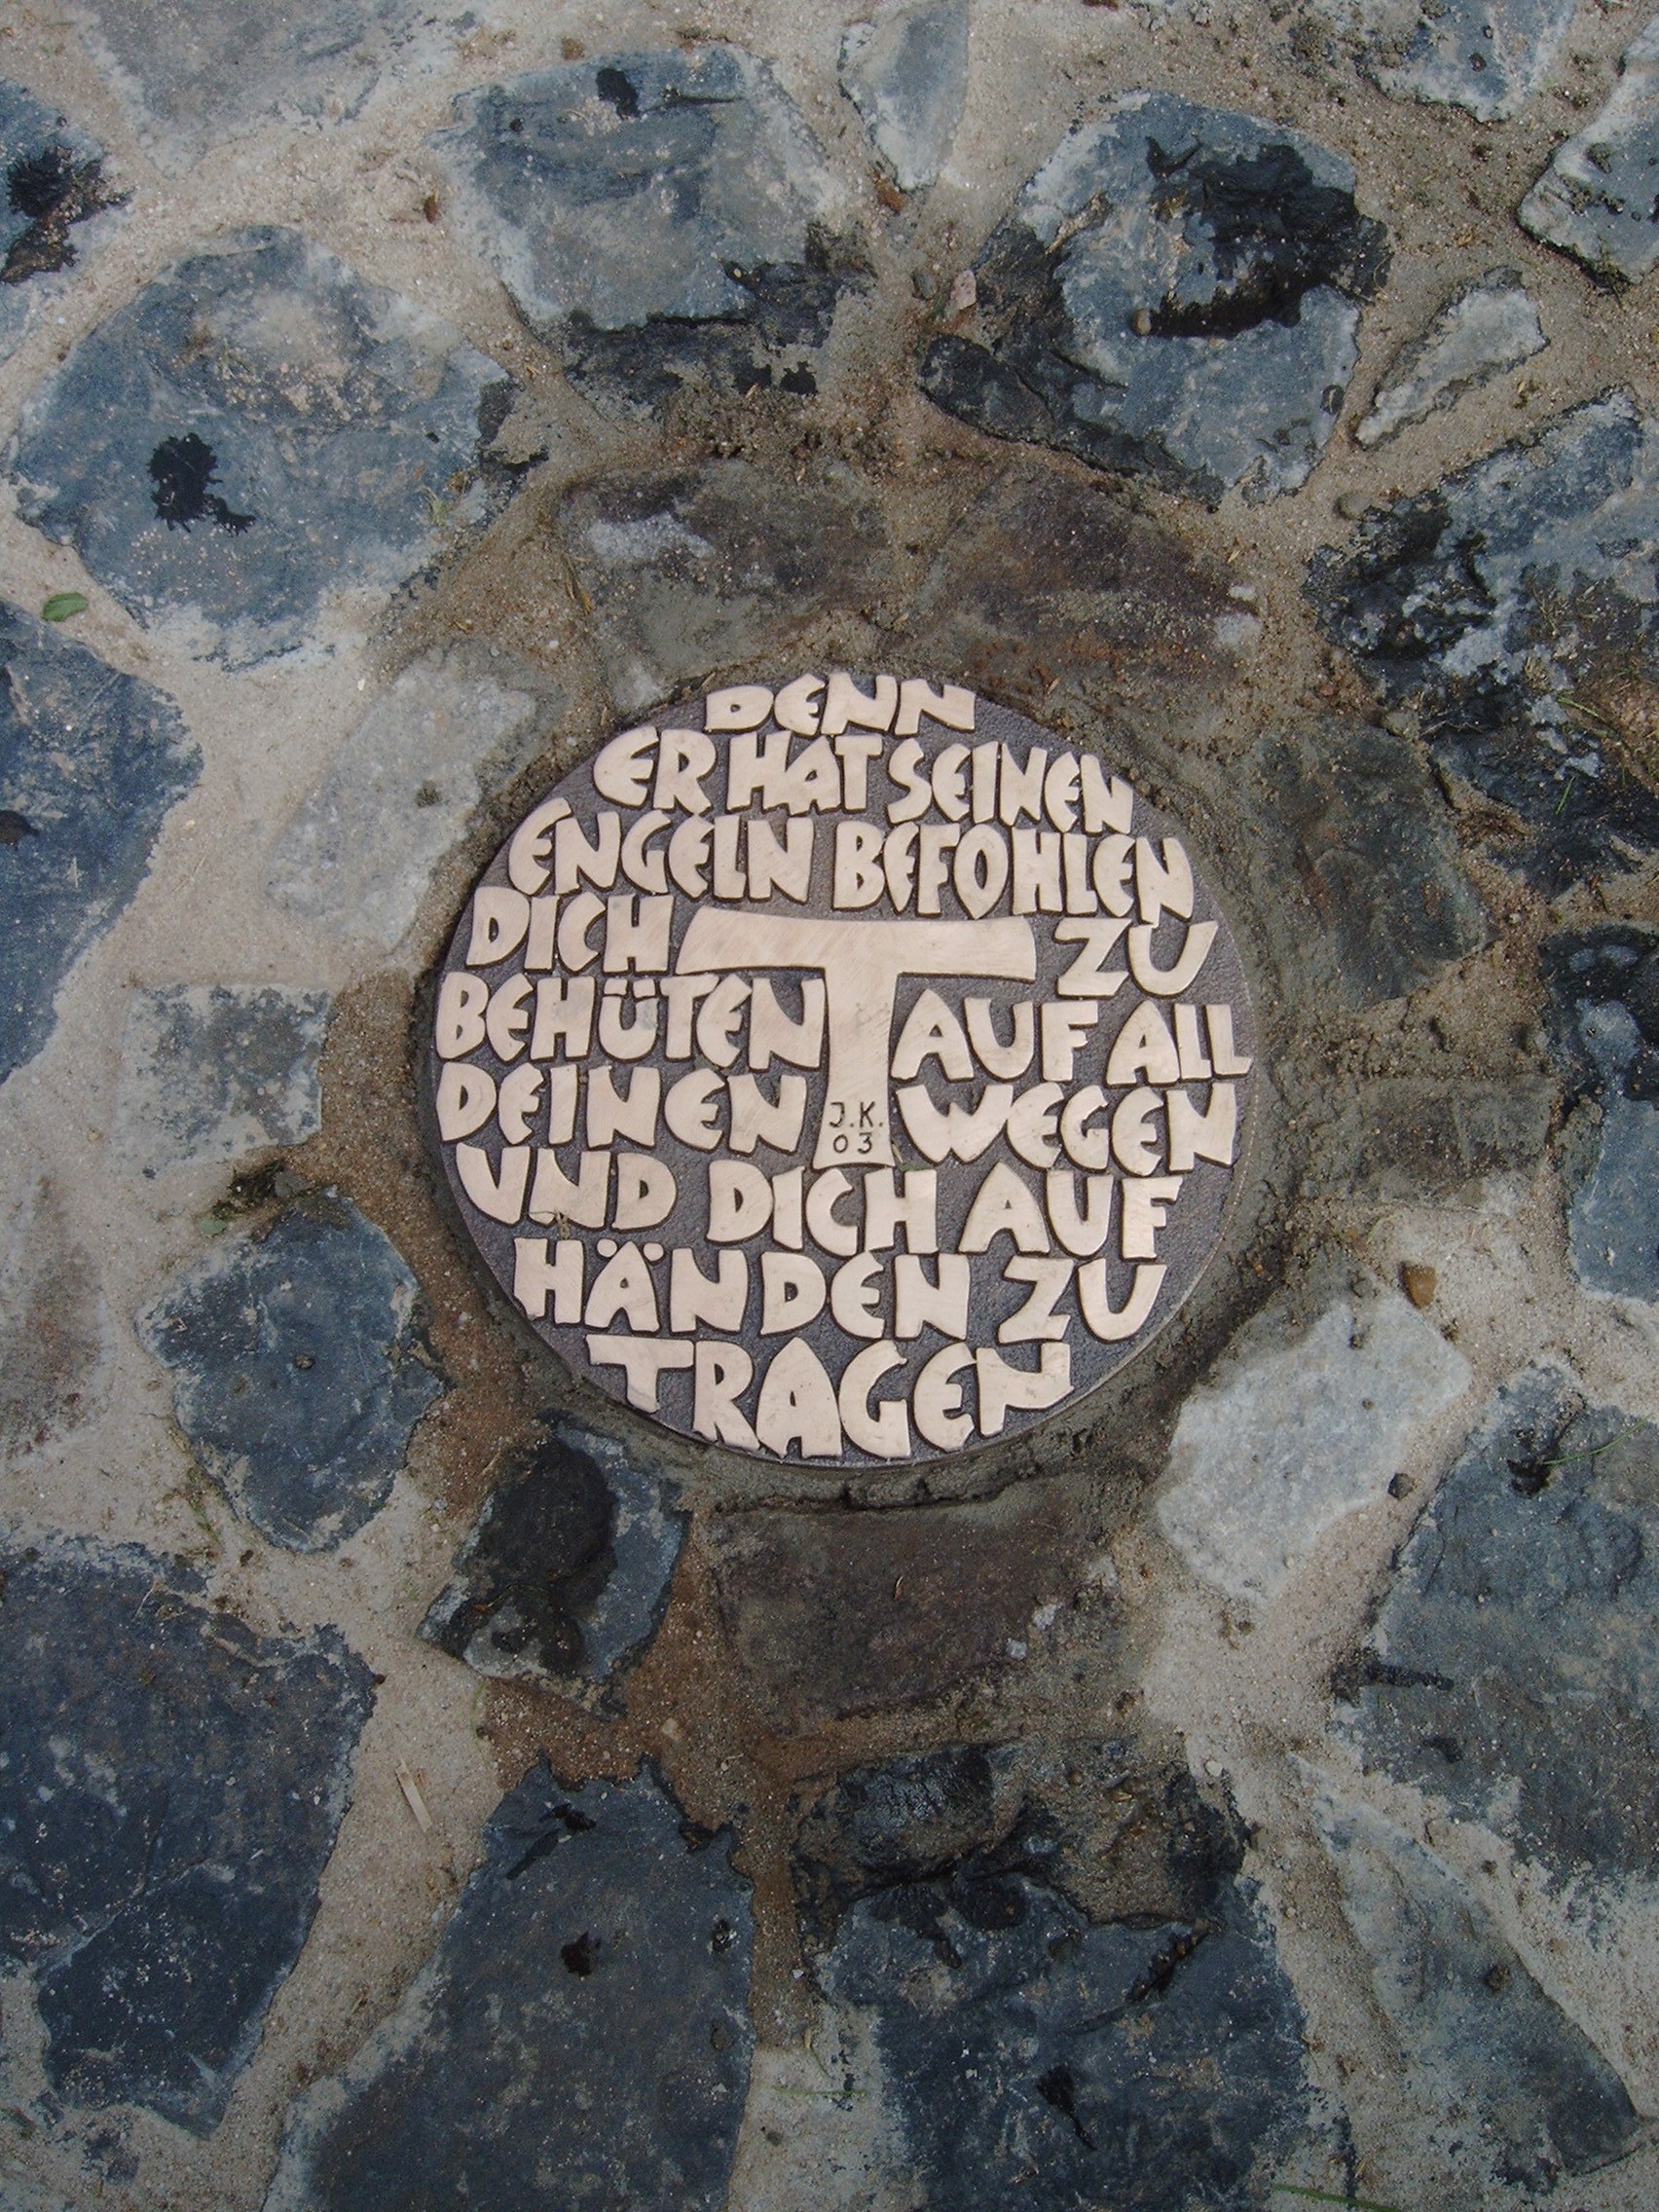 DENN
ER HAT SEINEN
ENGELN BEFOHLEN
DICH ZU
BEHÜTEN AUF ALL
DEINEN WEGEN
J.K.
03
UND DICH AUF
HÄNDEN ZU
TRAGEN